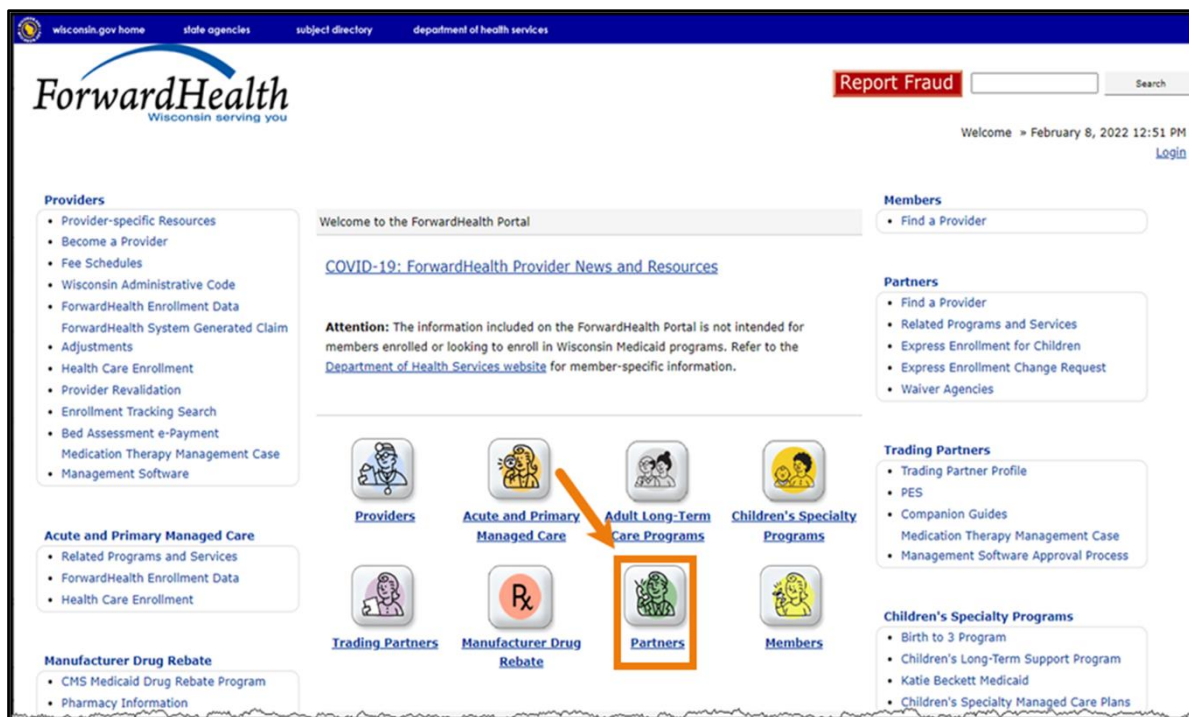 wisconsin.gov home state agencies subject directory department of health services
ForwardHealth
Wisconsin serving you
Report Fraud
Search
Welcome » February 8, 2022 12:51 PM
Login
Providers
• Provider-specific Resources
• Become a Provider
• Fee Schedules
• Wisconsin Administrative Code
• ForwardHealth Enrollment Data
ForwardHealth System Generated Claim
• Adjustments
• Health Care Enrollment
• Provider Revalidation
• Enrollment Tracking Search
• Bed Assessment e-Payment
Medication Therapy Management Case
• Management Software
Acute and Primary Managed Care
• Related Programs and Services
• ForwardHealth Enrollment Data
• Health Care Enrollment
Manufacturer Drug Rebate
• CMS Medicaid Drug Rebate Program
• Pharmacy Information
Welcome to the ForwardHealth Portal
COVID-19: ForwardHealth Provider News and Resources
Attention: The information included on the ForwardHealth Portal is not intended for
members enrolled or looking to enroll in Wisconsin Medicaid programs. Refer to the
Department of Health Services website for member-specific information.
Providers
Acute and Primary
Managed Care
Adult Long-Term
Care Programs
Children's Specialty
Programs
Trading Partners
Rx
Manufacturer Drug
Rebate
Partners
Members
Members
• Find a Provider
Partners
• Find a Provider
• Related Programs and Services
• Express Enrollment for Children
• Express Enrollment Change Request
• Waiver Agencies
Trading Partners
• Trading Partner Profile
• PES
• Companion Guides
Medication Therapy Management Case
• Management Software Approval Process
Children's Specialty Programs
• Birth to 3 Program
• Children's Long-Term Support Program
• Katie Beckett Medicaid
• Children's Specialty Managed Care Plans